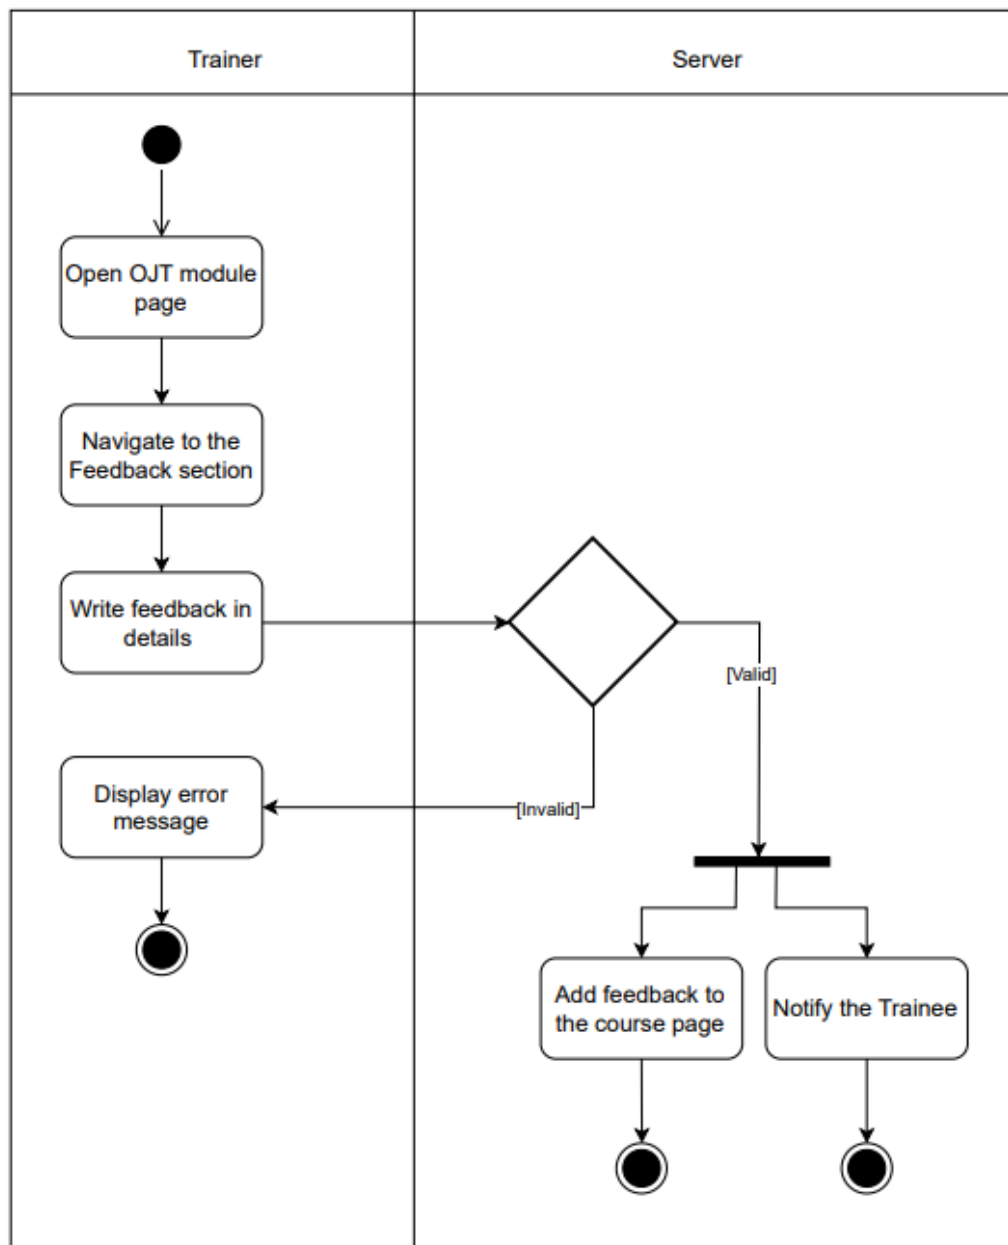 Trainer
Server
Open OJT module
page
Navigate to the
Feedback section
Write feedback in
details
[Valid]
Display error
message
[Invalid]
Add feedback to
the course page
Notify the Trainee